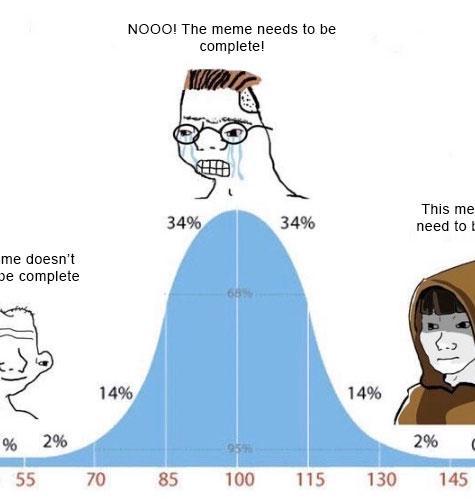 NOOO! The meme needs to be
complete!
34%
34%
This me
need to b
me doesn't
be complete
68%
14%
14%
%
2%
95%
2%
55
70
85
100
115
130
145